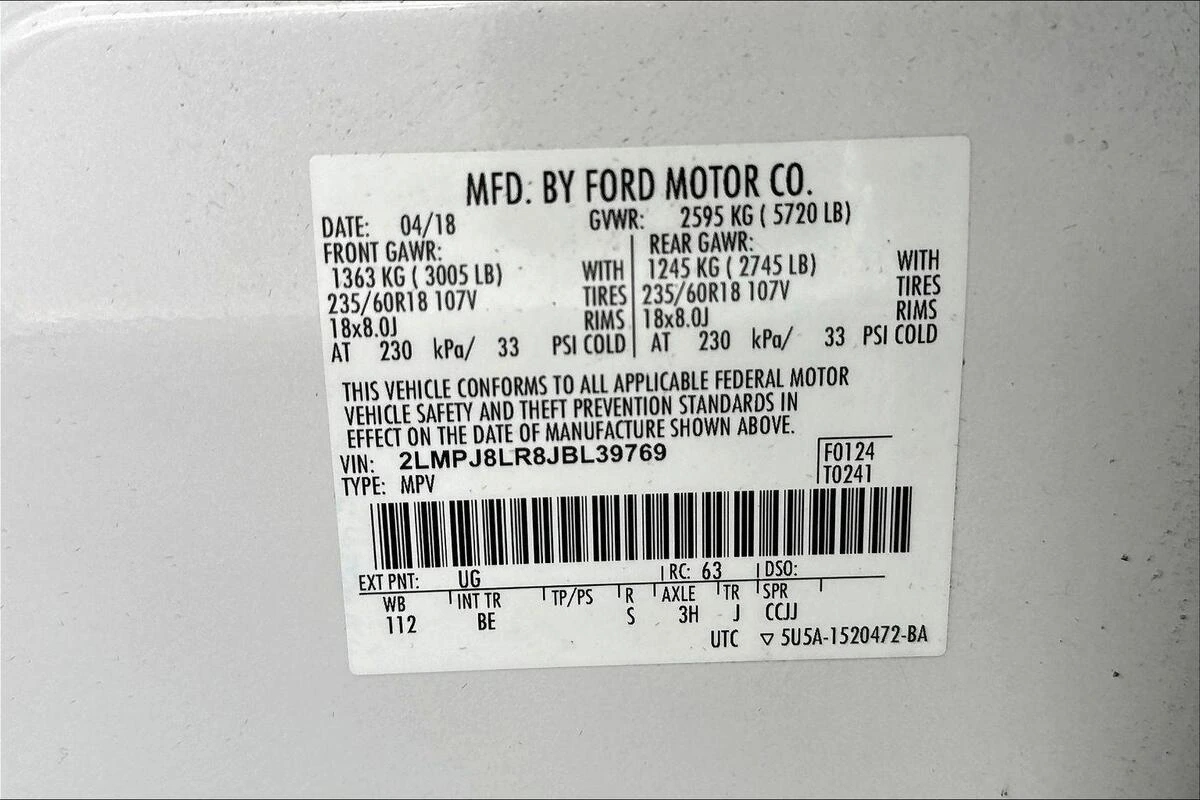 MFD. BY FORD MOTOR CO.
DATE: 04/18 GVWR: 2595 KG ( 5720 LB)
FRONT GAWR: REAR GAWR:
1363 KG ( 3005 LB) WITH 1245 KG ( 2745 LB) WITH
235/60R18 107V TIRES 235/60R18 107V TIRES
18x8.0J RIMS 18x8.0J RIMS
AT 230 kPa/ 33 PSI COLD AT 230 kPa/ 33 PSI COLD
THIS VEHICLE CONFORMS TO ALL APPLICABLE FEDERAL MOTOR
VEHICLE SAFETY AND THEFT PREVENTION STANDARDS IN
EFFECT ON THE DATE OF MANUFACTURE SHOWN ABOVE.
VIN: 2LMPJ8LR8JBL39769 F0124
TYPE: MPV T0241
EXT PNT: UG RC: 63 DSO:
WB INT TR TP/PS R AXLE TR SPR
112 BE S 3H J CCJJ
UTC ▽ 5U5A-1520472-BA